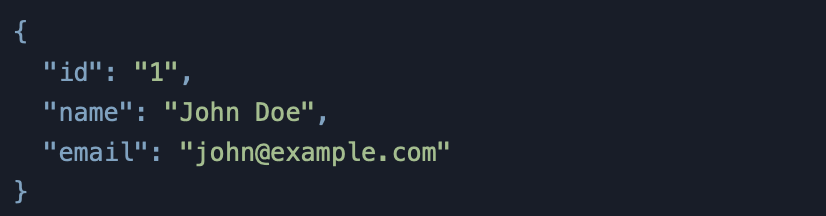 {
  "id": "1",
  "name": "John Doe",
  "email": "john@example.com"
}